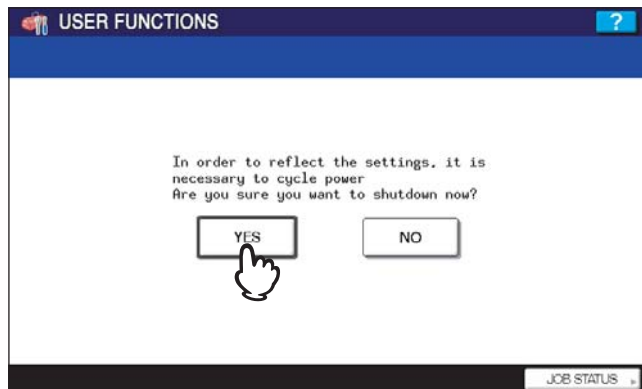 USER FUNCTIONS
?
In order to reflect the settings, it is
necessary to cycle power
Are you sure you want to shutdown now?
YES
NO
JOB STATUS